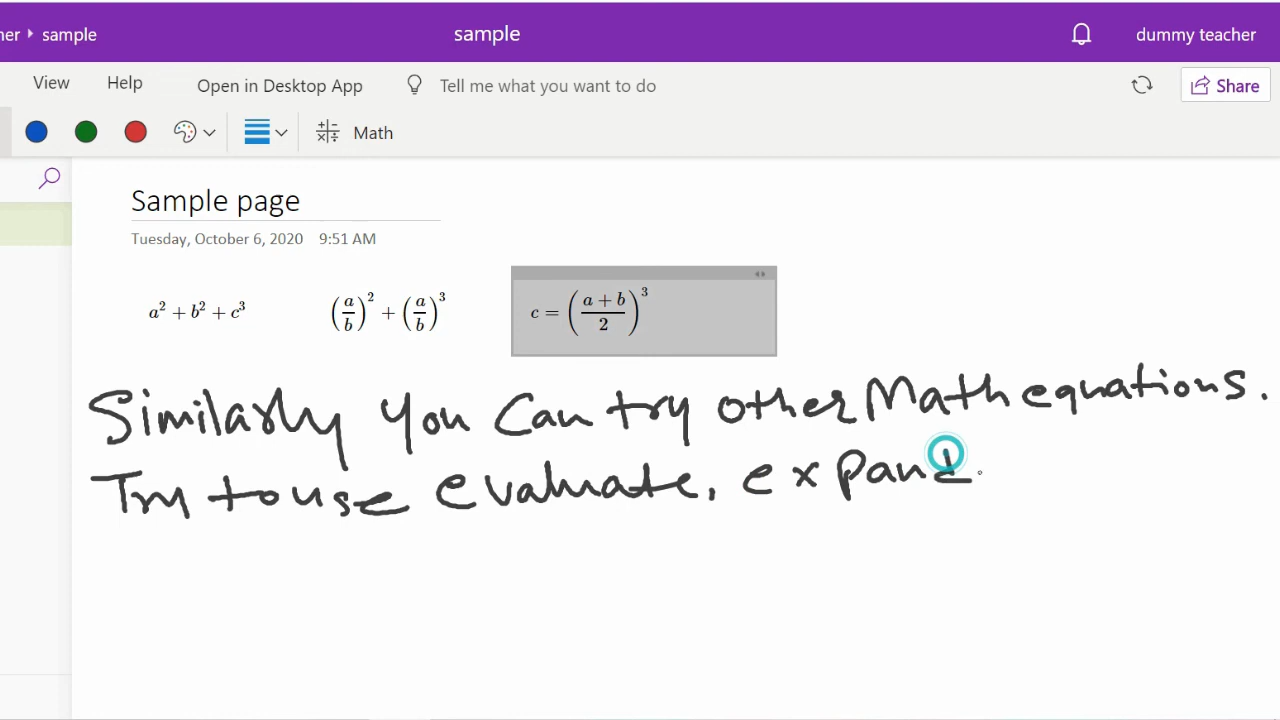 ner ▸ sample
sample
dummy teacher
View Help Open in Desktop App Tell me what you want to do Share
Math
Sample page
Tuesday, October 6, 2020 9:51 AM
a² + b² + c³ (a/b)² + (a/b)³ c = ((a + b)/2)³
Similarly you can try other Math equations.
Try to use evaluate, expand